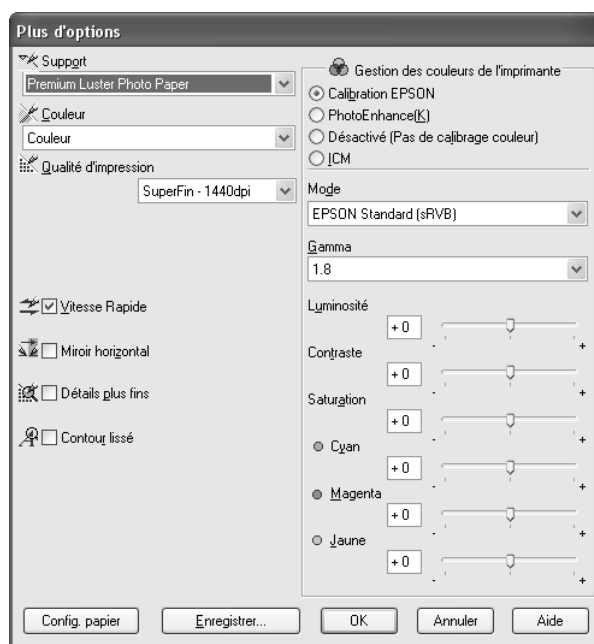 Plus d'options
Support
Premium Luster Photo Paper
Couleur
Couleur
Qualité d'impression
SuperFin - 1440dpi
Vitesse Rapide
Miroir horizontal
Détails plus fins
Contour lissé
Gestion des couleurs de l'imprimante
Calibration EPSON
PhotoEnhance(K)
Désactivé (Pas de calibrage couleur)
ICM
Mode
EPSON Standard (sRVB)
Gamma
1.8
Luminosité
+ 0
- +
Contraste
+ 0
- +
Saturation
+ 0
- +
Cyan
+ 0
- +
Magenta
+ 0
- +
Jaune
+ 0
- +
Config. papier
Enregistrer...
OK
Annuler
Aide